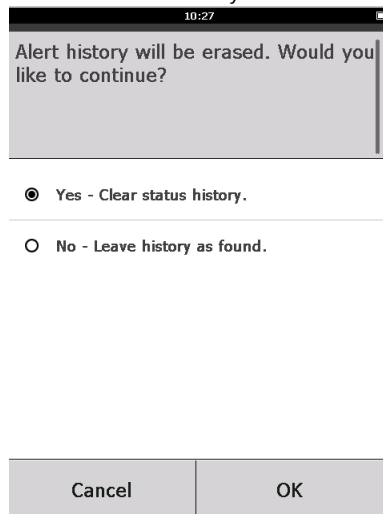 10:27
Alert history will be erased. Would you
like to continue?
Yes - Clear status history.
No - Leave history as found.
Cancel
OK